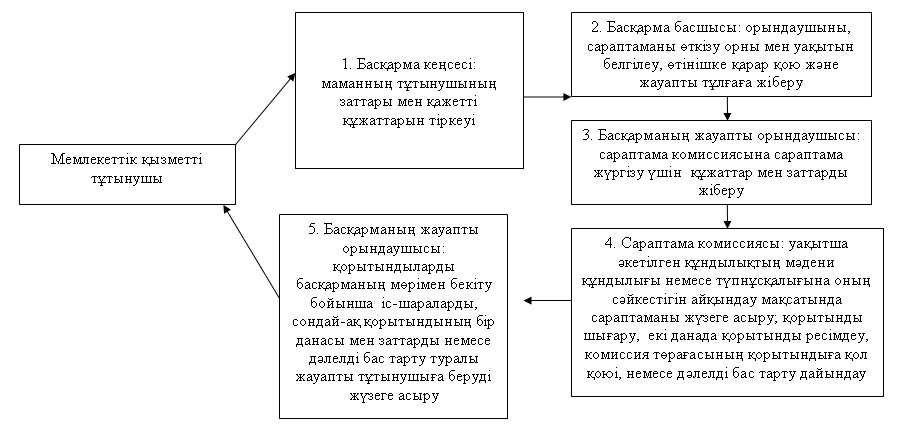 Мемлекеттік қызметті
тұтынушы
1. Басқарма кеңсесі:
маманның тұтынушының
заттары мен қажетті
құжаттарын тіркеуі
2. Басқарма басшысы: орындаушыны,
сараптаманы өткізу орны мен уақытын
белгілеу, өтінішке қарар қою және
жауапты тұлғаға жіберу
3. Басқарманың жауапты орындаушысы:
сараптама комиссиясына сараптама
жүргізу үшін құжаттар мен заттарды
жіберу
4. Сараптама комиссиясы: уақытша
әкетілген құндылықтың мәдени
құндылығы немесе түпнұсқалығына оның
сәйкестігін айқындау мақсатында
сараптаманы жүзеге асыру; қорытынды
шығару, екі данада қорытынды ресімдеу,
комиссия төрағасының қорытындыға қол
қоюі, немесе дәлелді бас тарту дайындау
5. Басқарманың жауапты
орындаушысы:
қорытындыларды
басқарманың мөрімен бекіту
бойынша іс-шараларды,
сондай-ақ қорытындының бір
данасы мен заттарды немесе
дәлелді бас тарту туралы
жауапты тұтынушыға беруді
жүзеге асыру